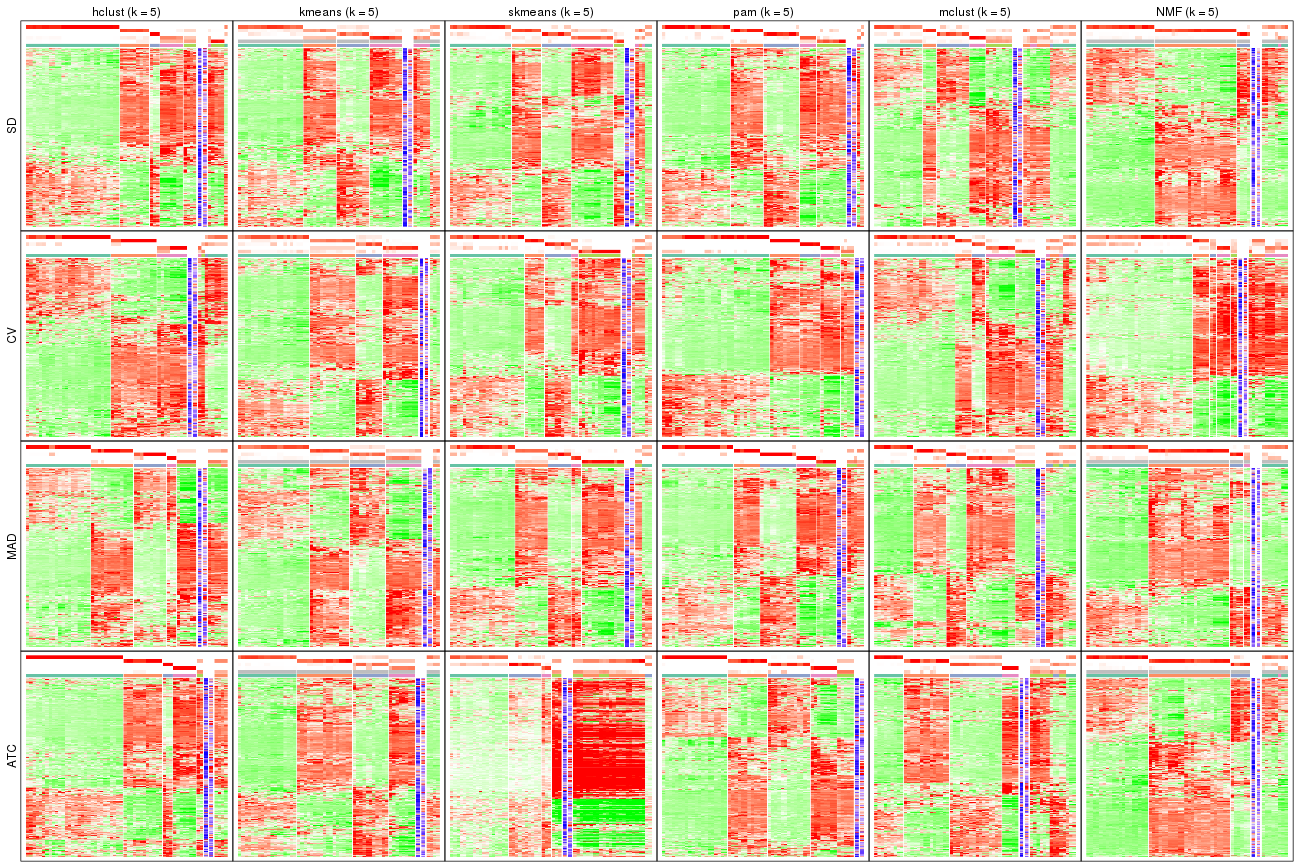 hclust (k = 5) kmeans (k = 5) skmeans (k = 5) pam (k = 5) mclust (k = 5) NMF (k = 5)
SD
CV
MAD
ATC